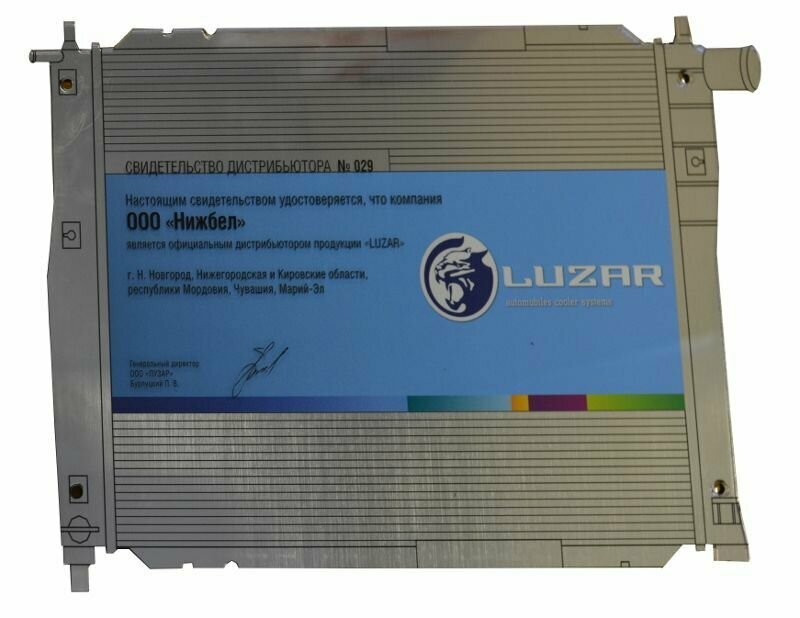 СВИДЕТЕЛЬСТВО ДИСТРИБЬЮТОРА № 029
Настоящим свидетельством удостоверяется, что компания
ООО «Нижбел»
является официальным дистрибьютором продукции «LUZAR»
г. Н. Новгород, Нижегородская и Кировские области,
республики Мордовия, Чувашия, Марий-Эл
LUZAR
automobiles cooler systems
Генеральный директор
ООО «ЛУЗАР»
Бурлуцкий П. В.